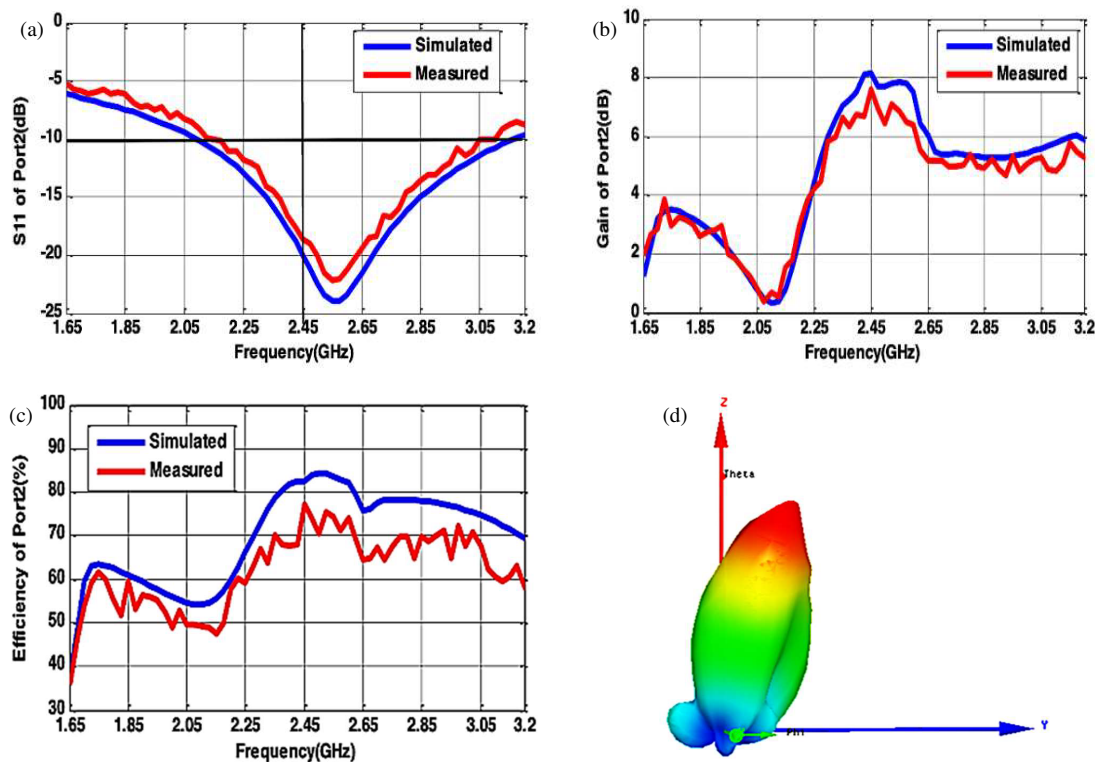 (a)
S11 of Port2(dB)
0
-5
-10
-15
-20
-25
Simulated
Measured
1.65 1.85 2.05 2.25 2.45 2.65 2.85 3.05 3.2
Frequency(GHz)
(b)
Gain of Port2(dB)
10
8
6
4
2
0
Simulated
Measured
1.65 1.85 2.05 2.25 2.45 2.65 2.85 3.05 3.2
Frequency(GHz)
(c)
Efficiency of Port2(%)
100
90
80
70
60
50
40
30
Simulated
Measured
1.65 1.85 2.05 2.25 2.45 2.65 2.85 3.05 3.2
Frequency(GHz)
(d)
Z
Theta
Phi
Y